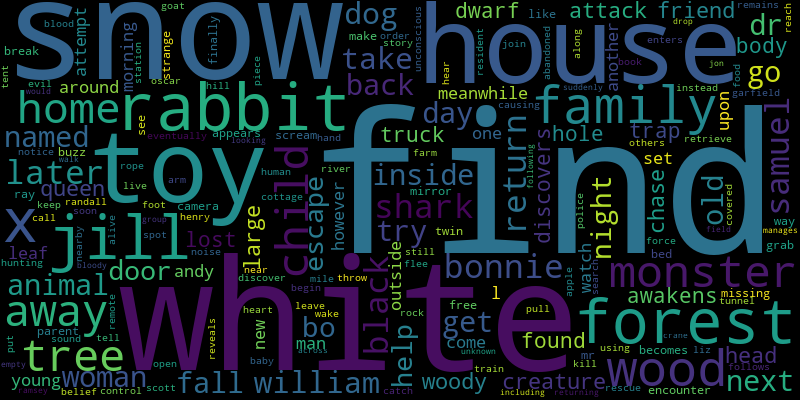 snow
house
find
white
toy
rabbit
home
forest
family
jill
child
monster
wood
tree
away
x
dog
dwarf
attack
friend
dr
body
go
take
back
day
meanwhile
truck
inside
shark
try
return
hole
trap
upon
samuel
named
later
queen
buzz
around
morning
strange
finally
attempt
break
tent
blood
goat
evil
would
oscar
hill
station
piece
story
make
order
unconscious
hear
resident
like
join
abandoned
along
another
enters
book
drop
jon
remains
reach
garfield
food
suddenly
instead
others
retrieve
set
one
discovers
farm
causing
following
police
chase
old
covered
field
manages
way
force
bed
grab
night
watch
search
apple
creature
bonnie
get
come
found
l
woody
help
outside
black
bo
man
new
large
escape
however
mirror
river
cottage
human
rope
see
appears
scream
hand
looking
eventually
notice
walk
ray
live
arm
keep
randall
foot
camera
henry
call
soon
nearby
alive
group
spot
noise
lost
leaf
hunting
bloody
door
andy
animal
put
parent
sound
tell
remote
reveals
near
discover
mile
begin
throw
still
flee
twin
free
pull
rock
leave
wake
heart
across
baby
open
scott
control
belief
young
woman
empty
ramsey
fall
william
catch
train
unknown
including
returning
kill
mr
using
rescue
becomes
encounter
liz
crane
follows
head
next
awakens
missing
tunnel